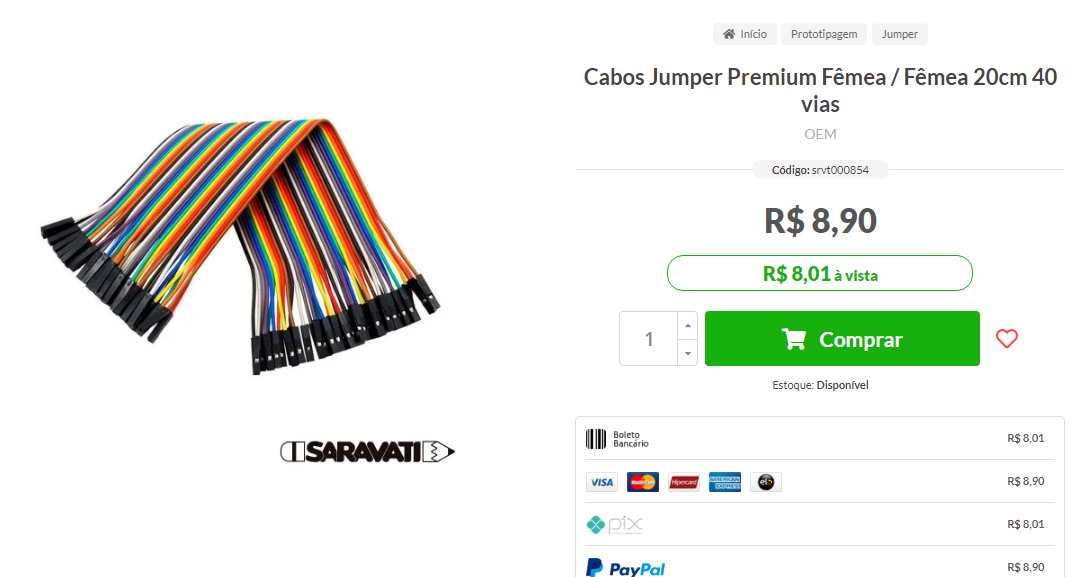 Início
Prototipagem
Jumper
Cabos Jumper Premium Fêmea / Fêmea 20cm 40
vias
OEM
Código: srvt000854
R$ 8,90
R$ 8,01 à vista
1
Comprar
Estoque: Disponível
SARAVATI
Boleto
Bancário
R$ 8,01
VISA
MasterCard
Hipercard
AMERICAN EXPRESS
elo
R$ 8,90
pix
R$ 8,01
PayPal
R$ 8,90